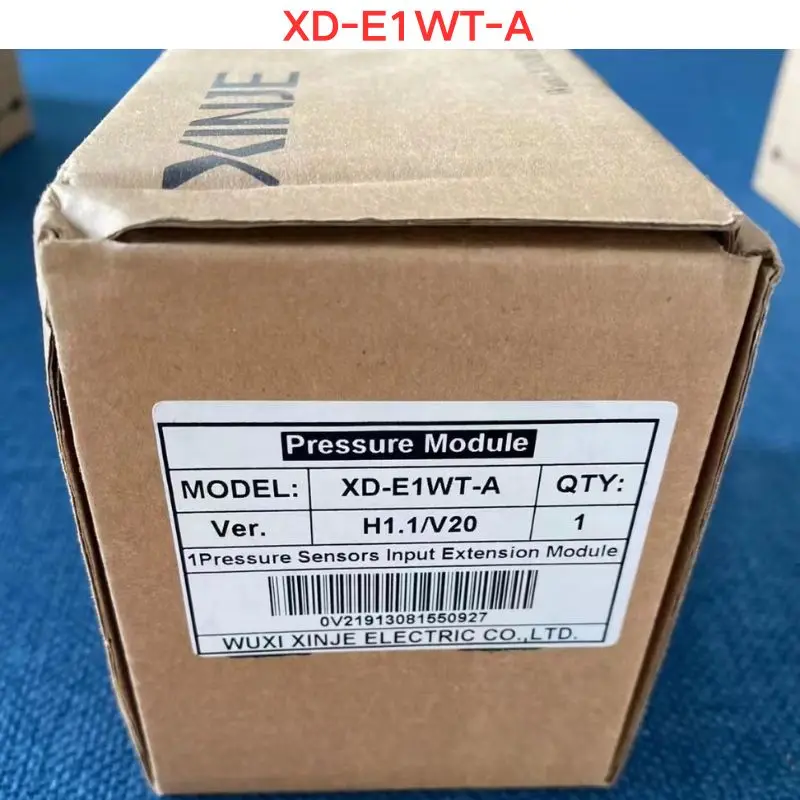 XD-E1WT-A
XINJE
Pressure Module
MODEL: XD-E1WT-A QTY:
Ver. H1.1/V20 1
1Pressure Sensors Input Extension Module
0V21913081550927
WUXI XINJE ELECTRIC CO.,LTD.